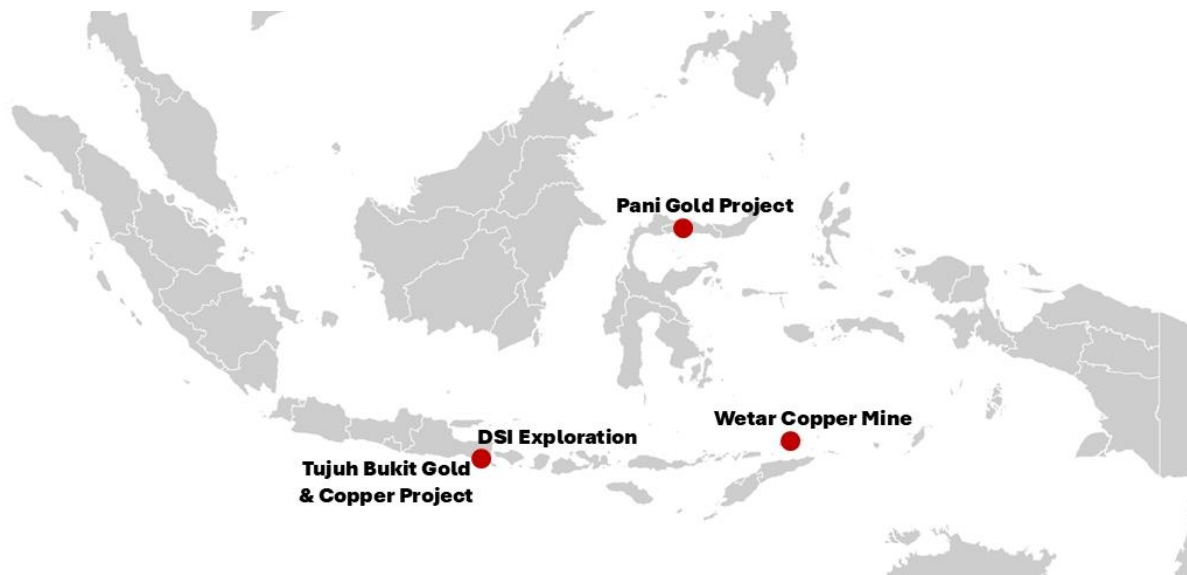 Pani Gold Project
Wetar Copper Mine
DSI Exploration
Tujuh Bukit Gold
& Copper Project